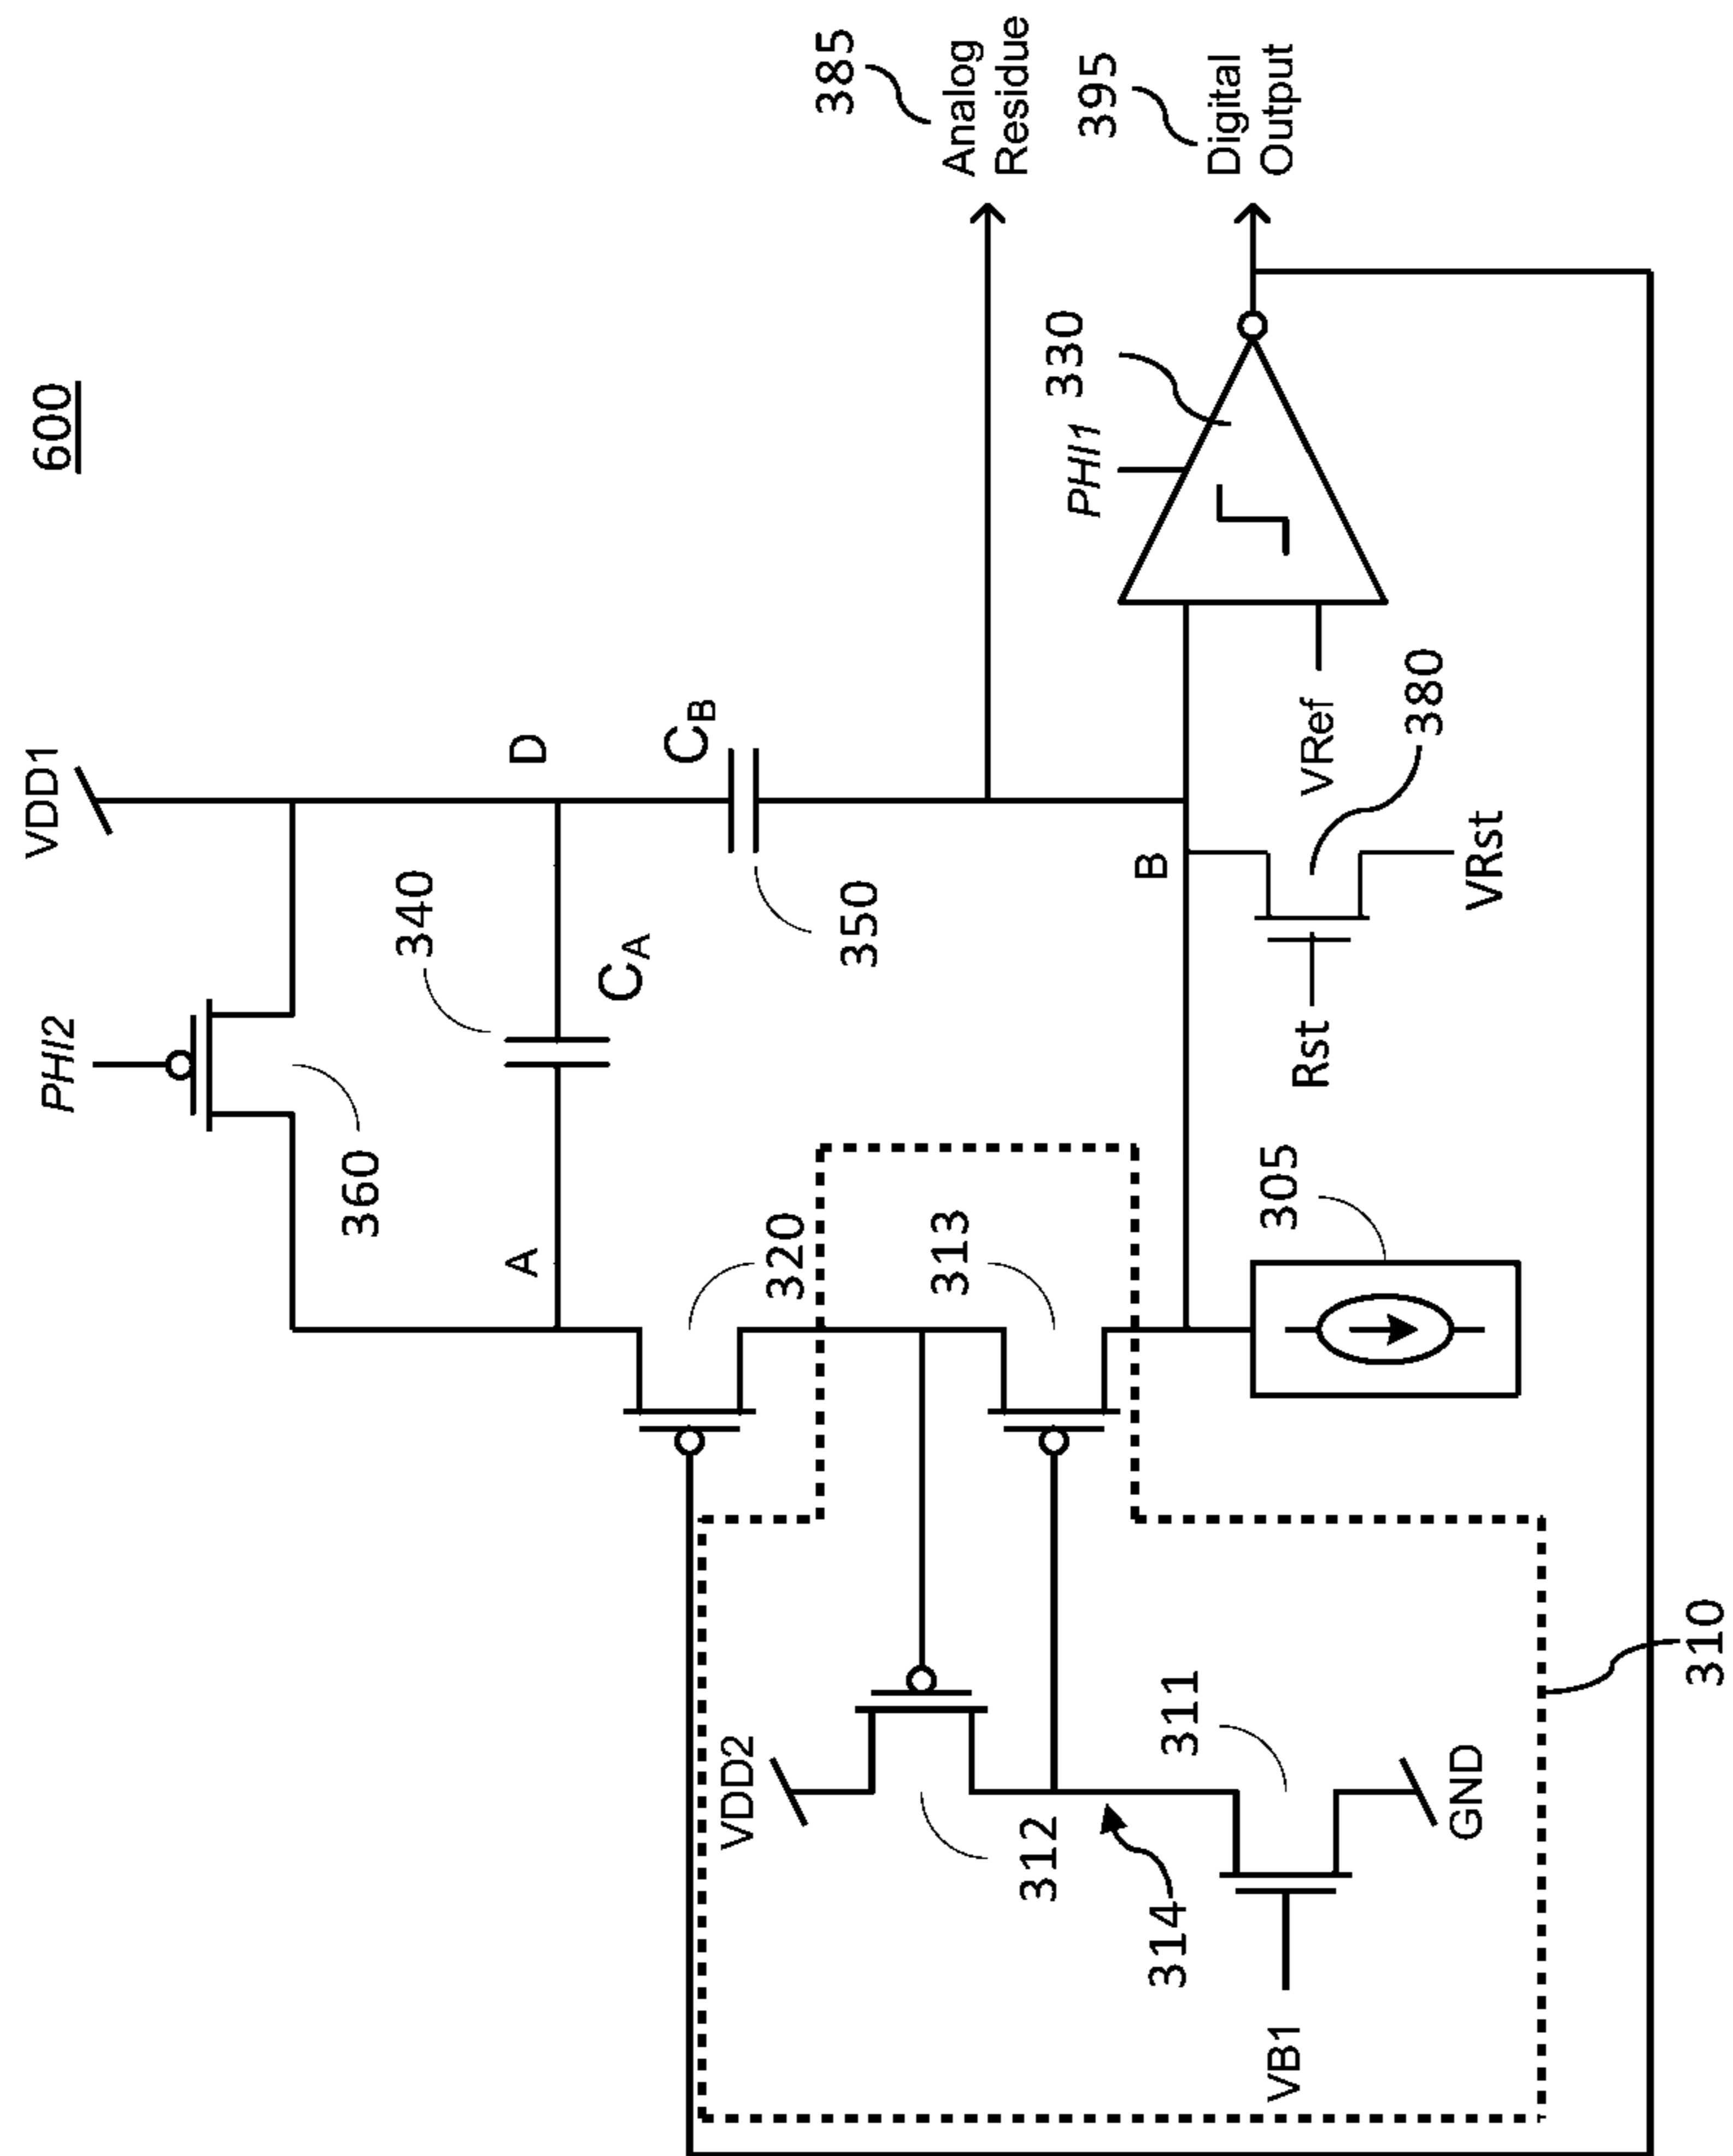 600
VDD1
PHI2
360
340
CA
D
CB
350
A
320
313
B
385
Analog
Residue
395
Digital
Output
PHI1
330
VRef
380
Rst
VRst
305
VDD2
312
314
311
VB1
GND
310